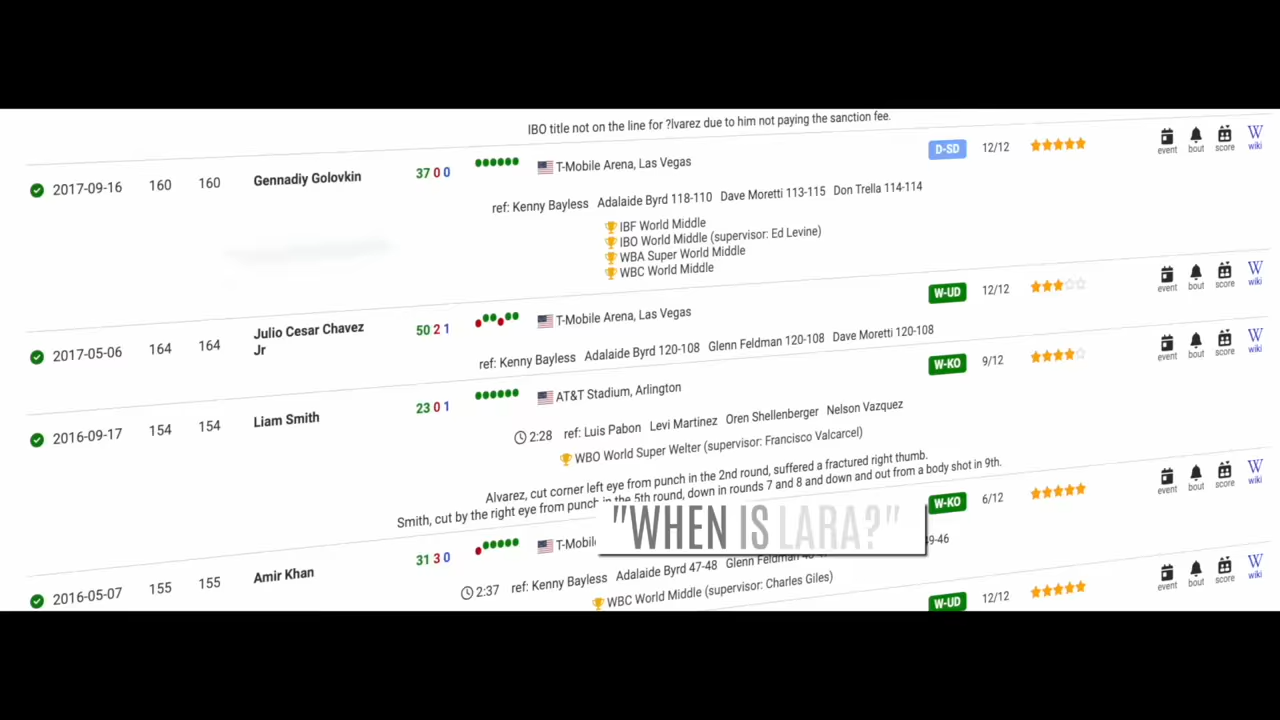 IBO title not on the line for ?lvarez due to him not paying the sanction fee.
2017-09-16 160 160 Gennadiy Golovkin 37 0 0 T-Mobile Arena, Las Vegas D-SD 12/12 event bout score W wiki
ref: Kenny Bayless Adalaide Byrd 118-110 Dave Moretti 113-115 Don Trella 114-114
IBF World Middle
IBO World Middle (supervisor: Ed Levine)
WBA Super World Middle
WBC World Middle
2017-05-06 164 164 Julio Cesar Chavez Jr 50 2 1 T-Mobile Arena, Las Vegas W-UD 12/12 event bout score W wiki
ref: Kenny Bayless Adalaide Byrd 120-108 Glenn Feldman 120-108 Dave Moretti 120-108
2016-09-17 154 154 Liam Smith 23 0 1 AT&T Stadium, Arlington W-KO 9/12 event bout score W wiki
2:28 ref: Luis Pabon Levi Martinez Oren Shellenberger Nelson Vazquez
WBO World Super Welter (supervisor: Francisco Valcarcel)
Alvarez, cut corner left eye from punch in the 2nd round, suffered a fractured right thumb.
Smith, cut by the right eye from punch in the 5th round, down in rounds 7 and 8 and down and out from a body shot in 9th.
"WHEN IS LARA?"
2016-05-07 155 155 Amir Khan 31 3 0 T-Mobile W-KO 6/12 event bout score W wiki
2:37 ref: Kenny Bayless Adalaide Byrd 47-48 Glenn Feldman 49-46
WBC World Middle (supervisor: Charles Giles)
W-UD 12/12 event bout score W wiki